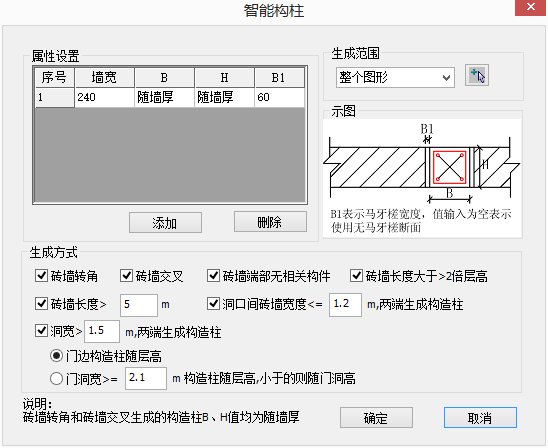 智能构柱
属性设置
序号 墙宽 B H B1
1 240 随墙厚 随墙厚 60
添加 删除
生成范围
整个图形
示图
B1
H
B
B1表示马牙槎宽度，值输入为空表示
使用无马牙槎断面
生成方式
砖墙转角 砖墙交叉 砖墙端部无相关构件 砖墙长度大于>2倍层高
砖墙长度> 5 m 洞口间砖墙宽度<= 1.2 m,两端生成构造柱
洞宽> 1.5 m,两端生成构造柱
门边构造柱随层高
门洞宽>= 2.1 m 构造柱随层高,小于的则随门洞高
说明:
砖墙转角和砖墙交叉生成的构造柱B、H值均为随墙厚
确定 取消